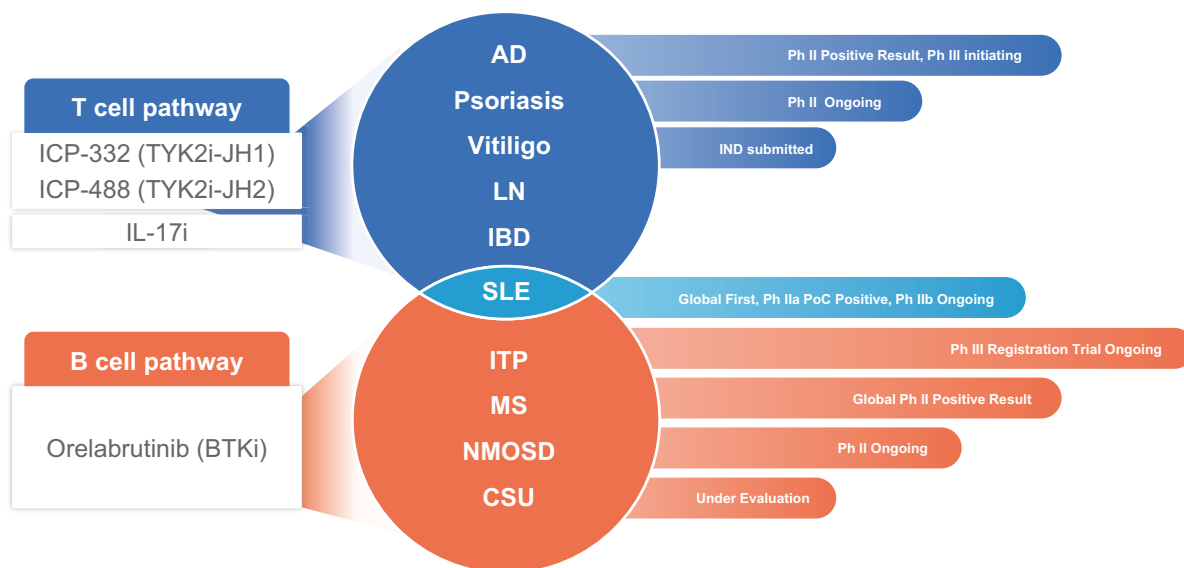 T cell pathway
ICP-332 (TYK2i-JH1)
ICP-488 (TYK2i-JH2)
IL-17i
AD
Psoriasis
Vitiligo
LN
IBD
SLE
Ph II Positive Result, Ph III initiating
Ph II Ongoing
IND submitted
Global First, Ph IIa PoC Positive, Ph IIb Ongoing
B cell pathway
Orelabrutinib (BTKi)
ITP
MS
NMOSD
CSU
Ph III Registration Trial Ongoing
Global Ph II Positive Result
Ph II Ongoing
Under Evaluation